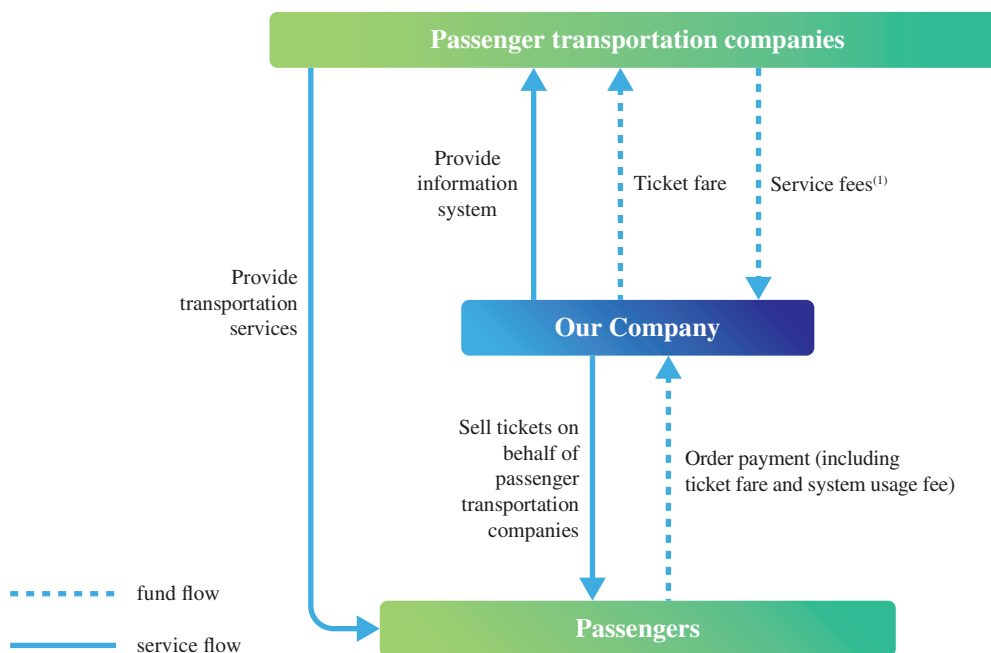 Passenger transportation companies
Provide
information
system
Ticket fare
Service fees(1)
Provide
transportation
services
Our Company
Sell tickets on
behalf of
passenger
transportation
companies
Order payment (including
ticket fare and system usage fee)
fund flow
service flow
Passengers